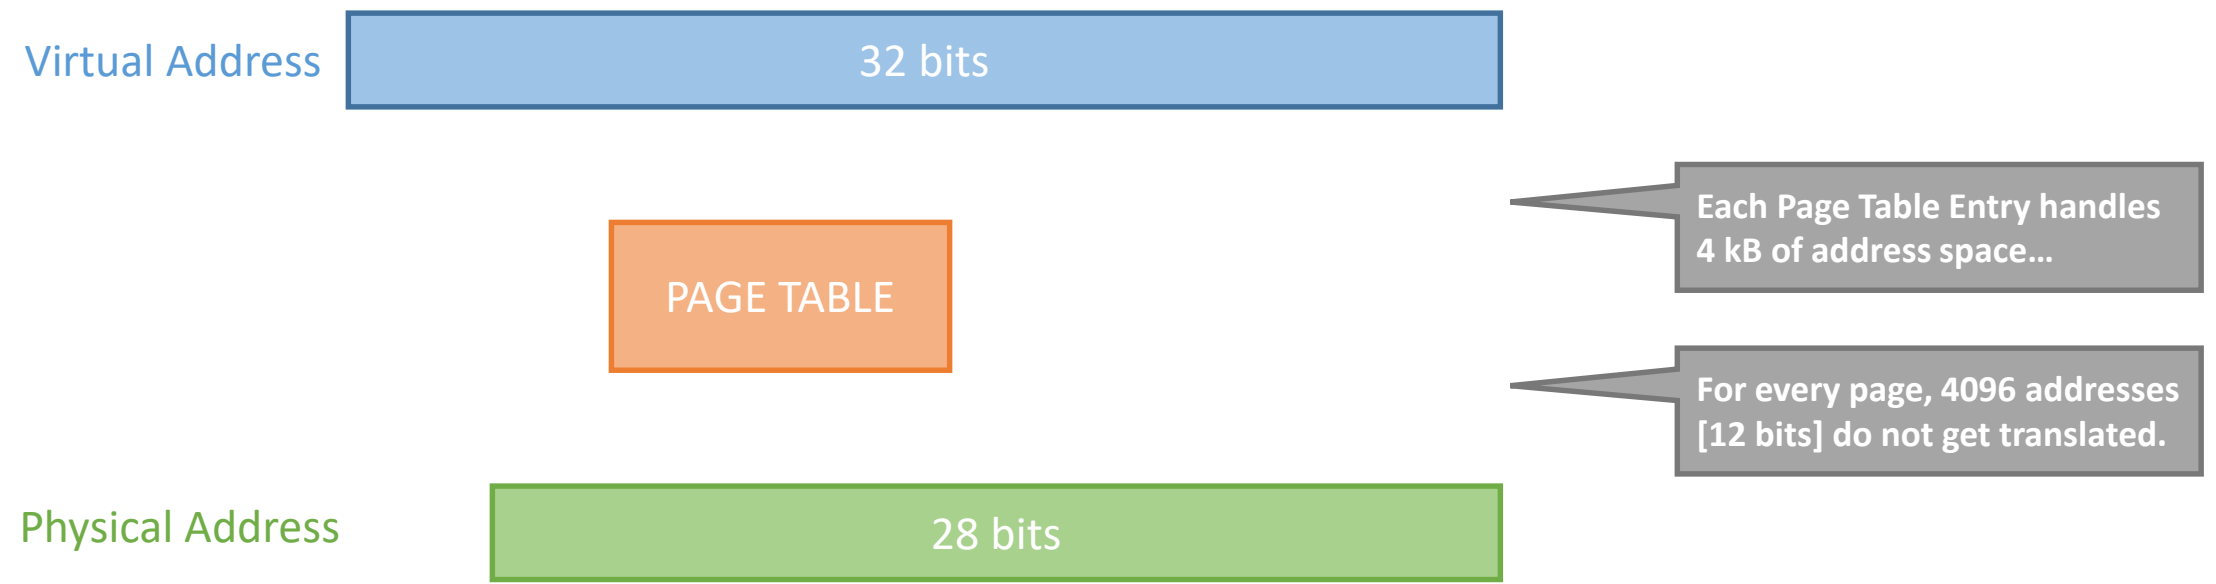 Virtual Address
32 bits
Each Page Table Entry handles
4 kB of address space…
PAGE TABLE
For every page, 4096 addresses
[12 bits] do not get translated.
Physical Address
28 bits